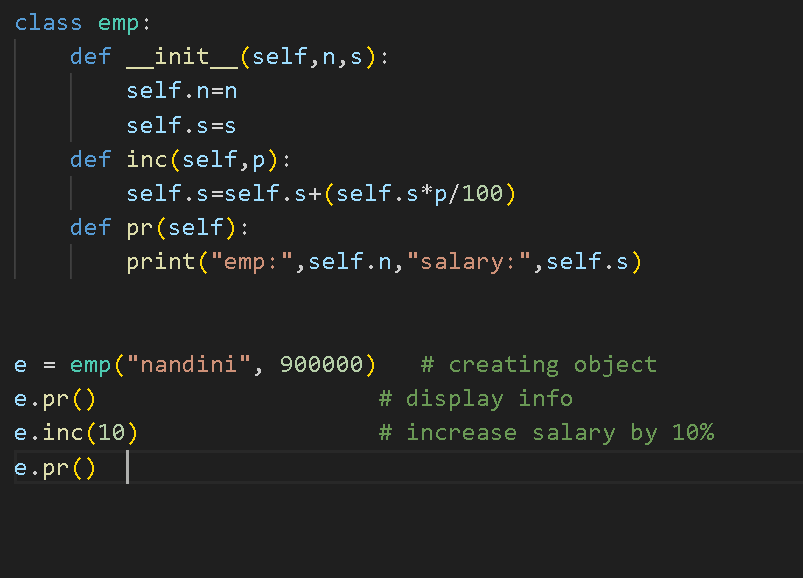 class emp:
    def __init__(self,n,s):
        self.n=n
        self.s=s
    def inc(self,p):
        self.s=self.s+(self.s*p/100)
    def pr(self):
        print("emp:",self.n,"salary:",self.s)
e = emp("nandini", 900000)   # creating object
e.pr()                    # display info
e.inc(10)                 # increase salary by 10%
e.pr()